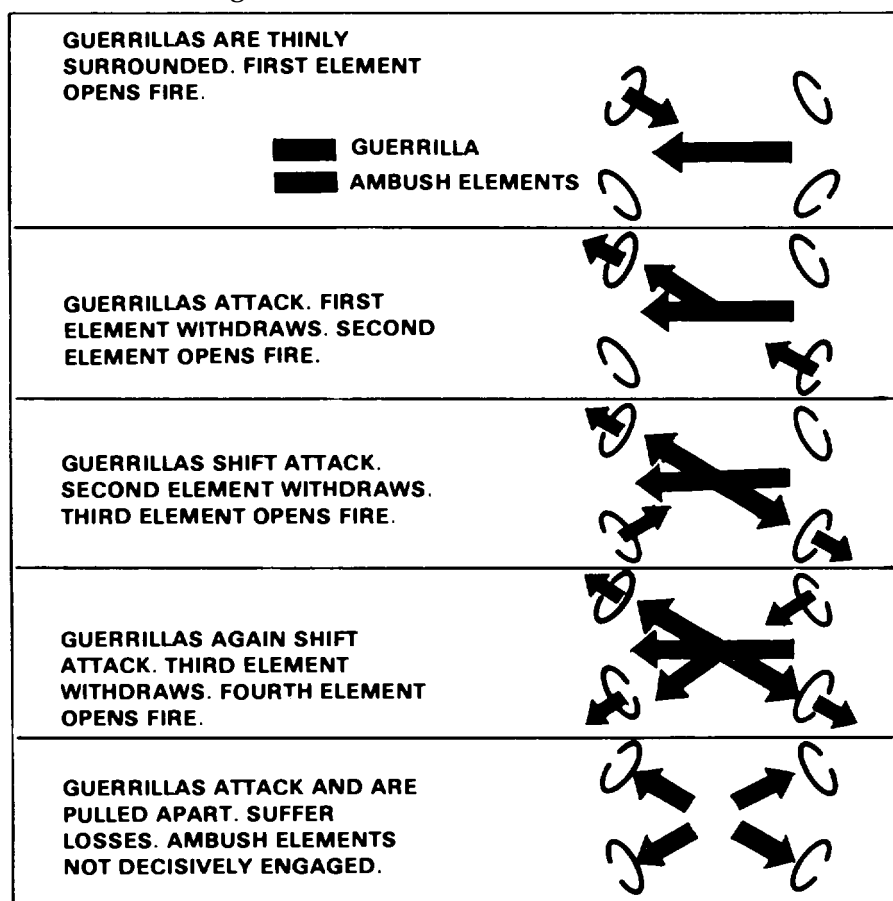 GUERRILLAS ARE THINLY
SURROUNDED. FIRST ELEMENT
OPENS FIRE.
GUERRILLA
AMBUSH ELEMENTS
GUERRILLAS ATTACK. FIRST
ELEMENT WITHDRAWS. SECOND
ELEMENT OPENS FIRE.
GUERRILLAS SHIFT ATTACK.
SECOND ELEMENT WITHDRAWS.
THIRD ELEMENT OPENS FIRE.
GUERRILLAS AGAIN SHIFT
ATTACK. THIRD ELEMENT
WITHDRAWS. FOURTH ELEMENT
OPENS FIRE.
GUERRILLAS ATTACK AND ARE
PULLED APART. SUFFER
LOSSES. AMBUSH ELEMENTS
NOT DECISIVELY ENGAGED.